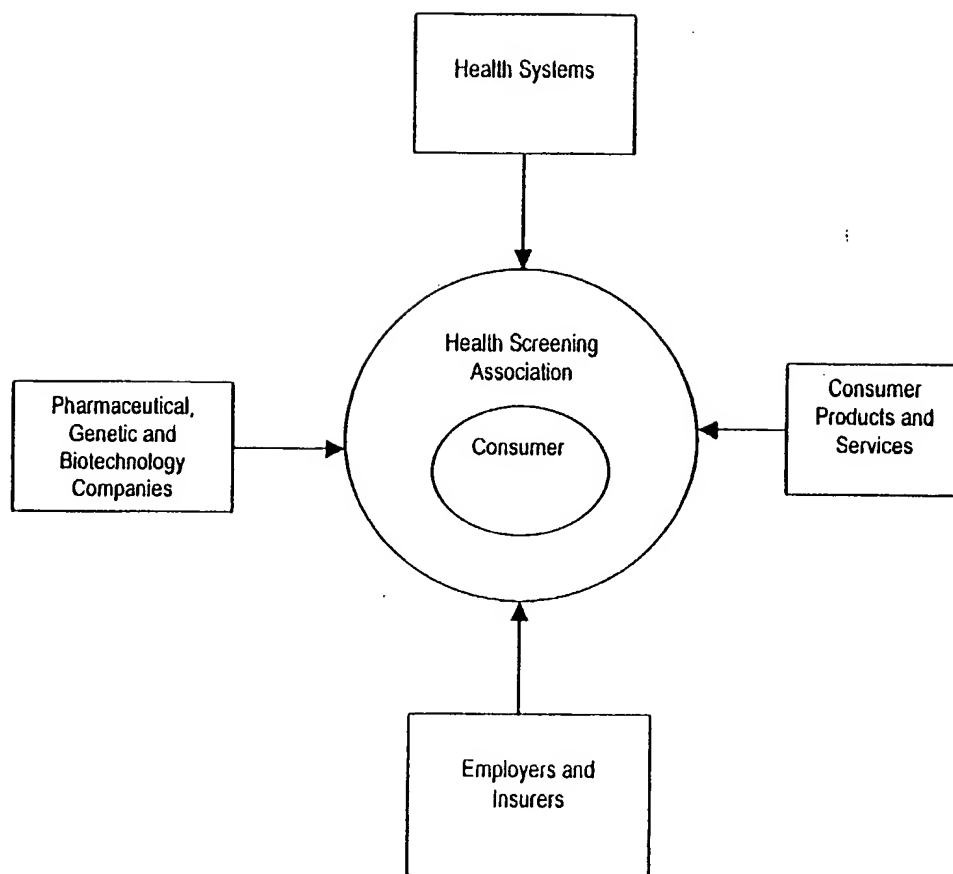 Health Systems
Health Screening
Association
Consumer
Pharmaceutical,
Genetic and
Biotechnology
Companies
Consumer
Products and
Services
Employers and
Insurers